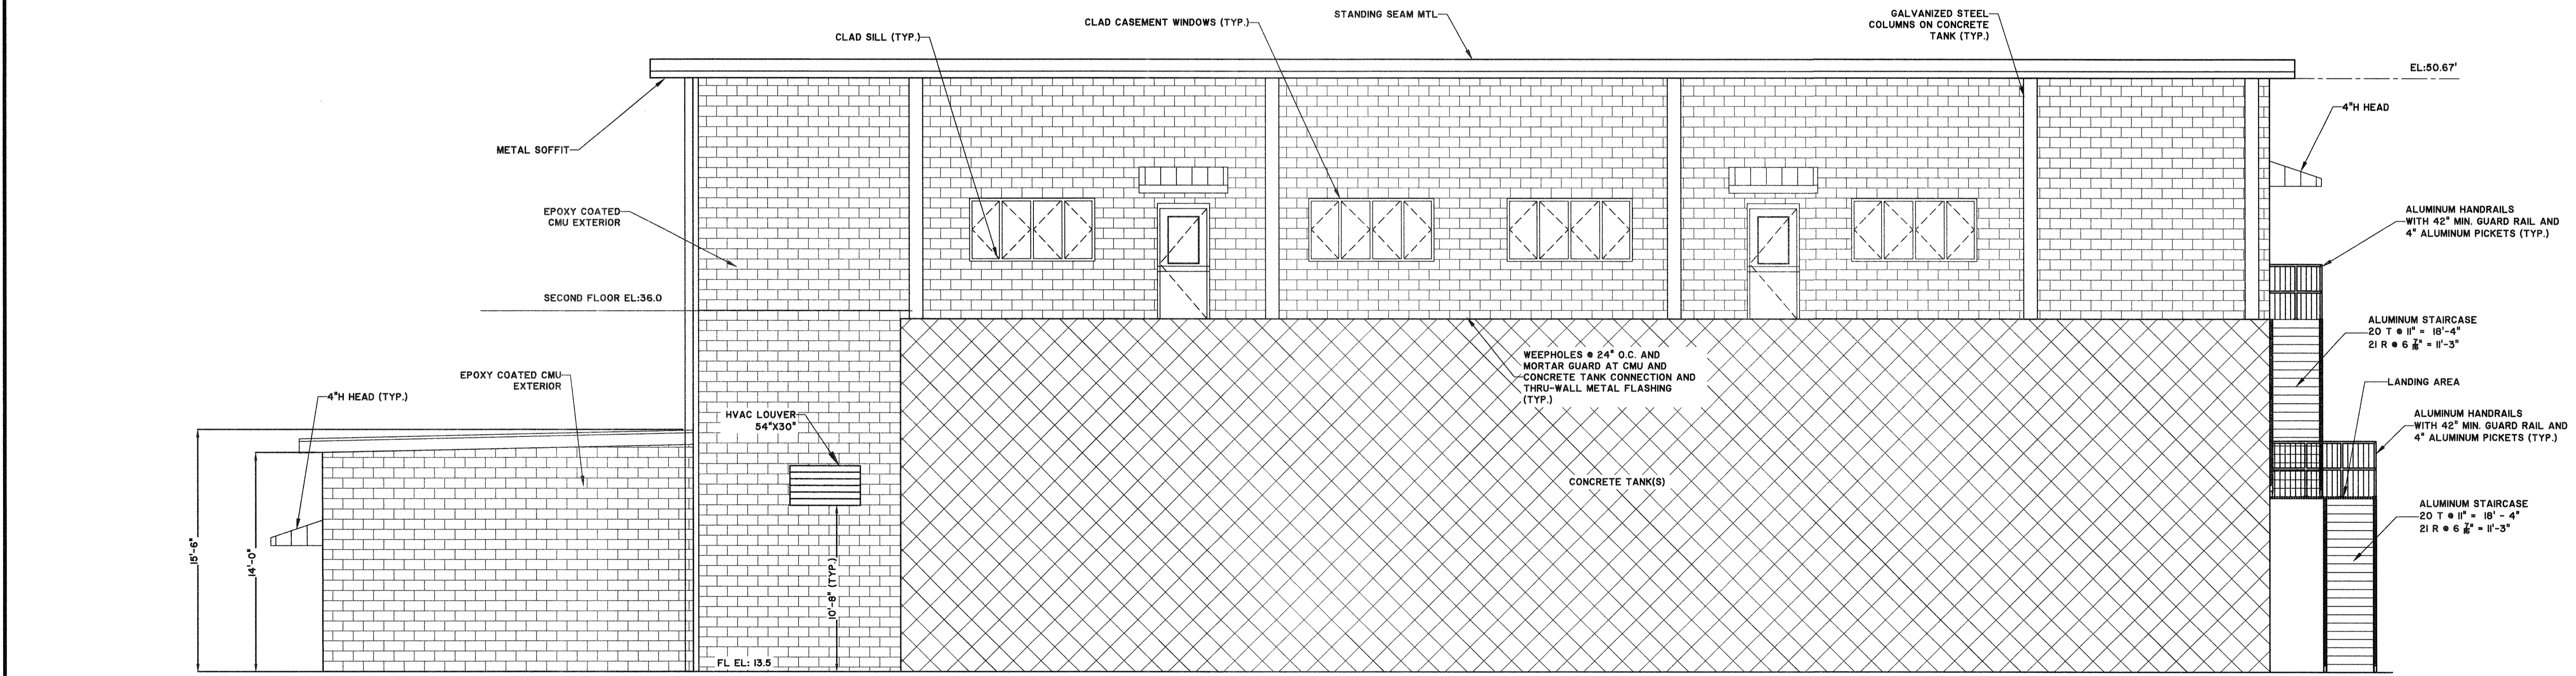 STANDING SEAM MTL
GALVANIZED STEEL
COLUMNS ON CONCRETE
TANK (TYP.)
CLAD CASEMENT WINDOWS (TYP.)
CLAD SILL (TYP.)
EL:50.67'
4"H HEAD
METAL SOFFIT
EPOXY COATED
CMU EXTERIOR
ALUMINUM HANDRAILS
WITH 42" MIN. GUARD RAIL AND
4" ALUMINUM PICKETS (TYP.)
SECOND FLOOR EL:36.0
ALUMINUM STAIRCASE
20 T @ 11" = 18'-4"
21 R @ 6 7/16" = 11'-3"
WEEPHOLES @ 24" O.C. AND
MORTAR GUARD AT CMU AND
CONCRETE TANK CONNECTION AND
THRU-WALL METAL FLASHING
(TYP.)
EPOXY COATED CMU
EXTERIOR
LANDING AREA
4"H HEAD (TYP.)
HVAC LOUVER
54"X30"
ALUMINUM HANDRAILS
WITH 42" MIN. GUARD RAIL AND
4" ALUMINUM PICKETS (TYP.)
CONCRETE TANK(S)
ALUMINUM STAIRCASE
20 T @ 11" = 18' - 4"
21 R @ 6 7/16" = 11'-3"
15'-6"
14'-0"
10'-8" (TYP.)
FL EL: 13.5